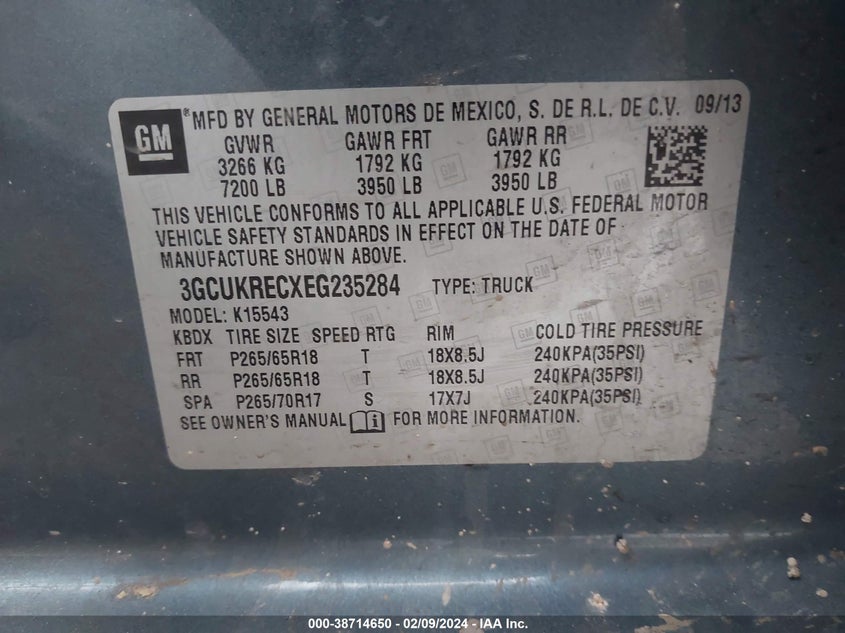 GM ® MFD BY GENERAL MOTORS DE MEXICO, S. DE R.L. DE C.V. 09/13
GVWR GAWR FRT GAWR RR
3266 KG 1792 KG 1792 KG
7200 LB 3950 LB 3950 LB
THIS VEHICLE CONFORMS TO ALL APPLICABLE U.S. FEDERAL MOTOR
VEHICLE SAFETY STANDARDS IN EFFECT ON THE DATE OF
MANUFACTURE SHOWN ABOVE.
3GCUKRECXEG235284 TYPE: TRUCK
MODEL: K15543
KBDX TIRE SIZE SPEED RTG RIM COLD TIRE PRESSURE
FRT P265/65R18 T 18X8.5J 240KPA(35PSI)
RR P265/65R18 T 18X8.5J 240KPA(35PSI)
SPA P265/70R17 S 17X7J 240KPA(35PSI)
SEE OWNER'S MANUAL FOR MORE INFORMATION.
000-38714650 - 02/09/2024 - IAA Inc.